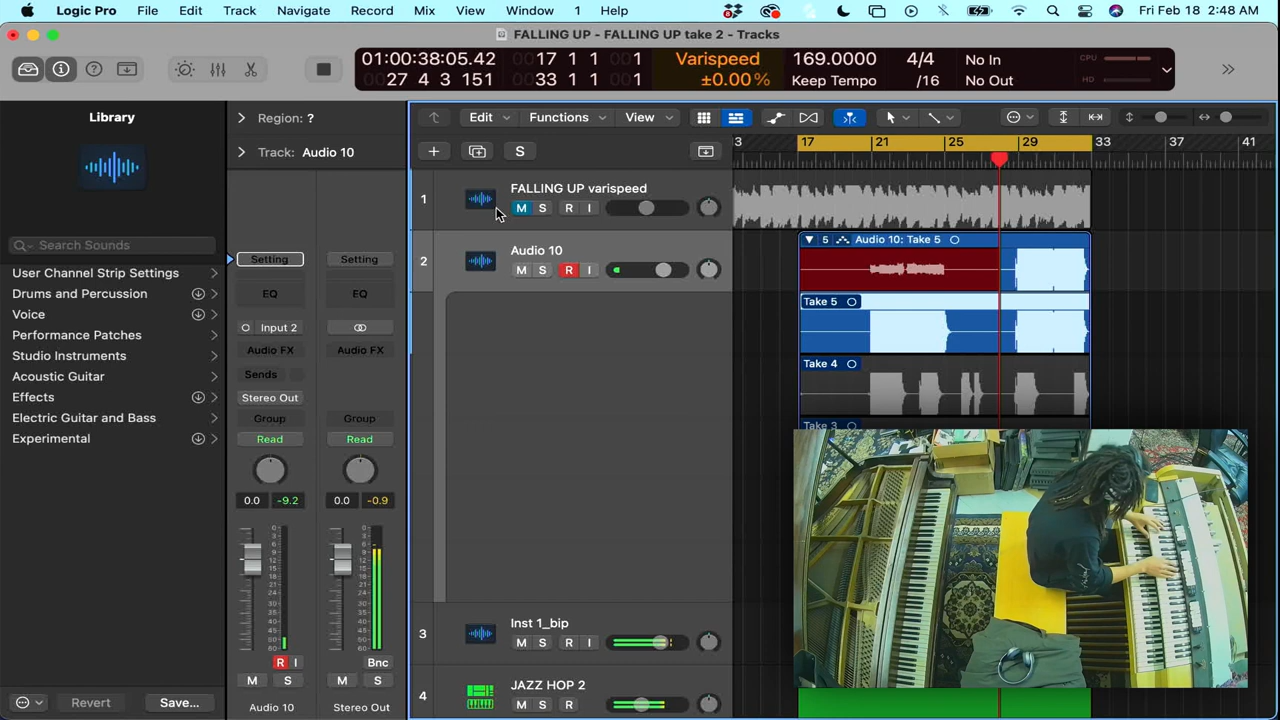 Logic Pro File Edit Track Navigate Record Mix View Window 1 Help Fri Feb 18 2:48 AM
FALLING UP - FALLING UP take 2 - Tracks
01:00:38:05.42 0017 1 1 001 Varispeed 169.0000 4/4 No In CPU
0027 4 3 151 0033 1 1 001 ±0.00 % Keep Tempo /16 No Out HD
Library
Region: ?
Track: Audio 10
Edit Functions View
17 21 25 29 33 37 41
S
Search Sounds
User Channel Strip Settings
Drums and Percussion
Voice
Performance Patches
Studio Instruments
Acoustic Guitar
Effects
Electric Guitar and Bass
Experimental
Revert Save...
Setting Setting
EQ EQ
Input 2
Audio FX Audio FX
Sends
Stereo Out
Group Group
Read Read
0.0 -9.2 0.0 -0.9
R I Bnc
M S M S
Audio 10 Stereo Out
1 FALLING UP varispeed
M S R I
2 Audio 10
M S R I
5 Audio 10: Take 5
Take 5
Take 4
Take 3
3 Inst 1_bip
M S R I
4 JAZZ HOP 2
M S R